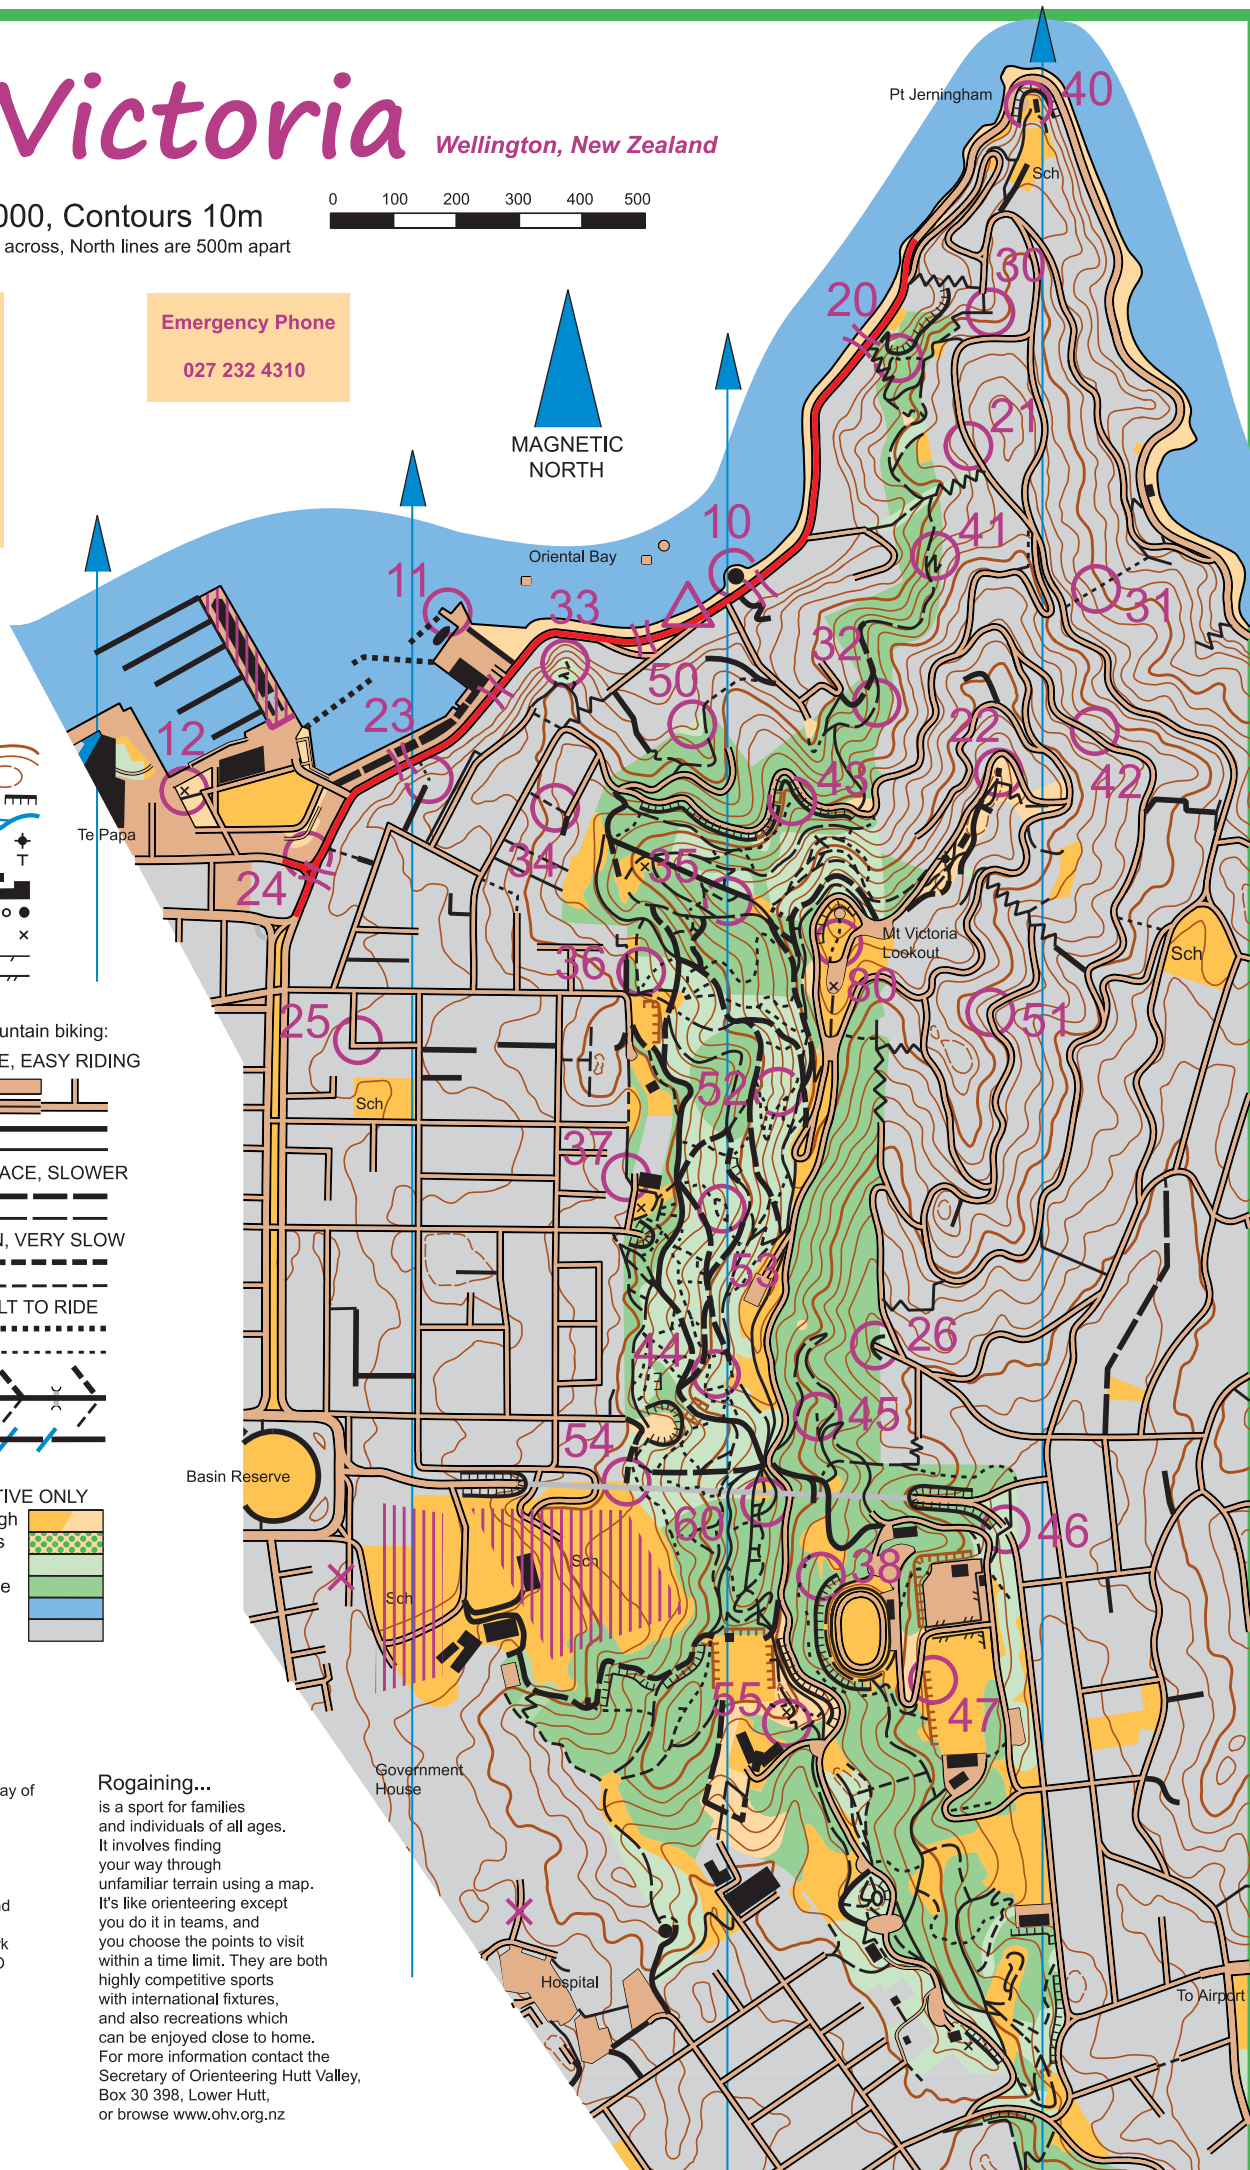 Victoria
Wellington, New Zealand
000, Contours 10m
across, North lines are 500m apart
0 100 200 300 400 500
Emergency Phone
027 232 4310
MAGNETIC
NORTH
Pt Jerningham
40
Sch
30
20
21
10
41
Oriental Bay
11
33
31
32
50
23
12
22
43
42
Te Papa
34
35
24
Mt Victoria
Lookout
Sch
36
80
25
51
untain biking:
E, EASY RIDING
52
Sch
37
ACE, SLOWER
N, VERY SLOW
53
LT TO RIDE
26
44
45
54
Basin Reserve
TIVE ONLY
gh
s
e
60
46
Sch
38
Sch
55
47
Government
House
ay of
nd
rk
O
Rogaining...
is a sport for families
and individuals of all ages.
It involves finding
your way through
unfamiliar terrain using a map.
It's like orienteering except
you do it in teams, and
you choose the points to visit
within a time limit. They are both
highly competitive sports
with international fixtures,
and also recreations which
can be enjoyed close to home.
For more information contact the
Secretary of Orienteering Hutt Valley,
Box 30 398, Lower Hutt,
or browse www.ohv.org.nz
Hospital
To Airport